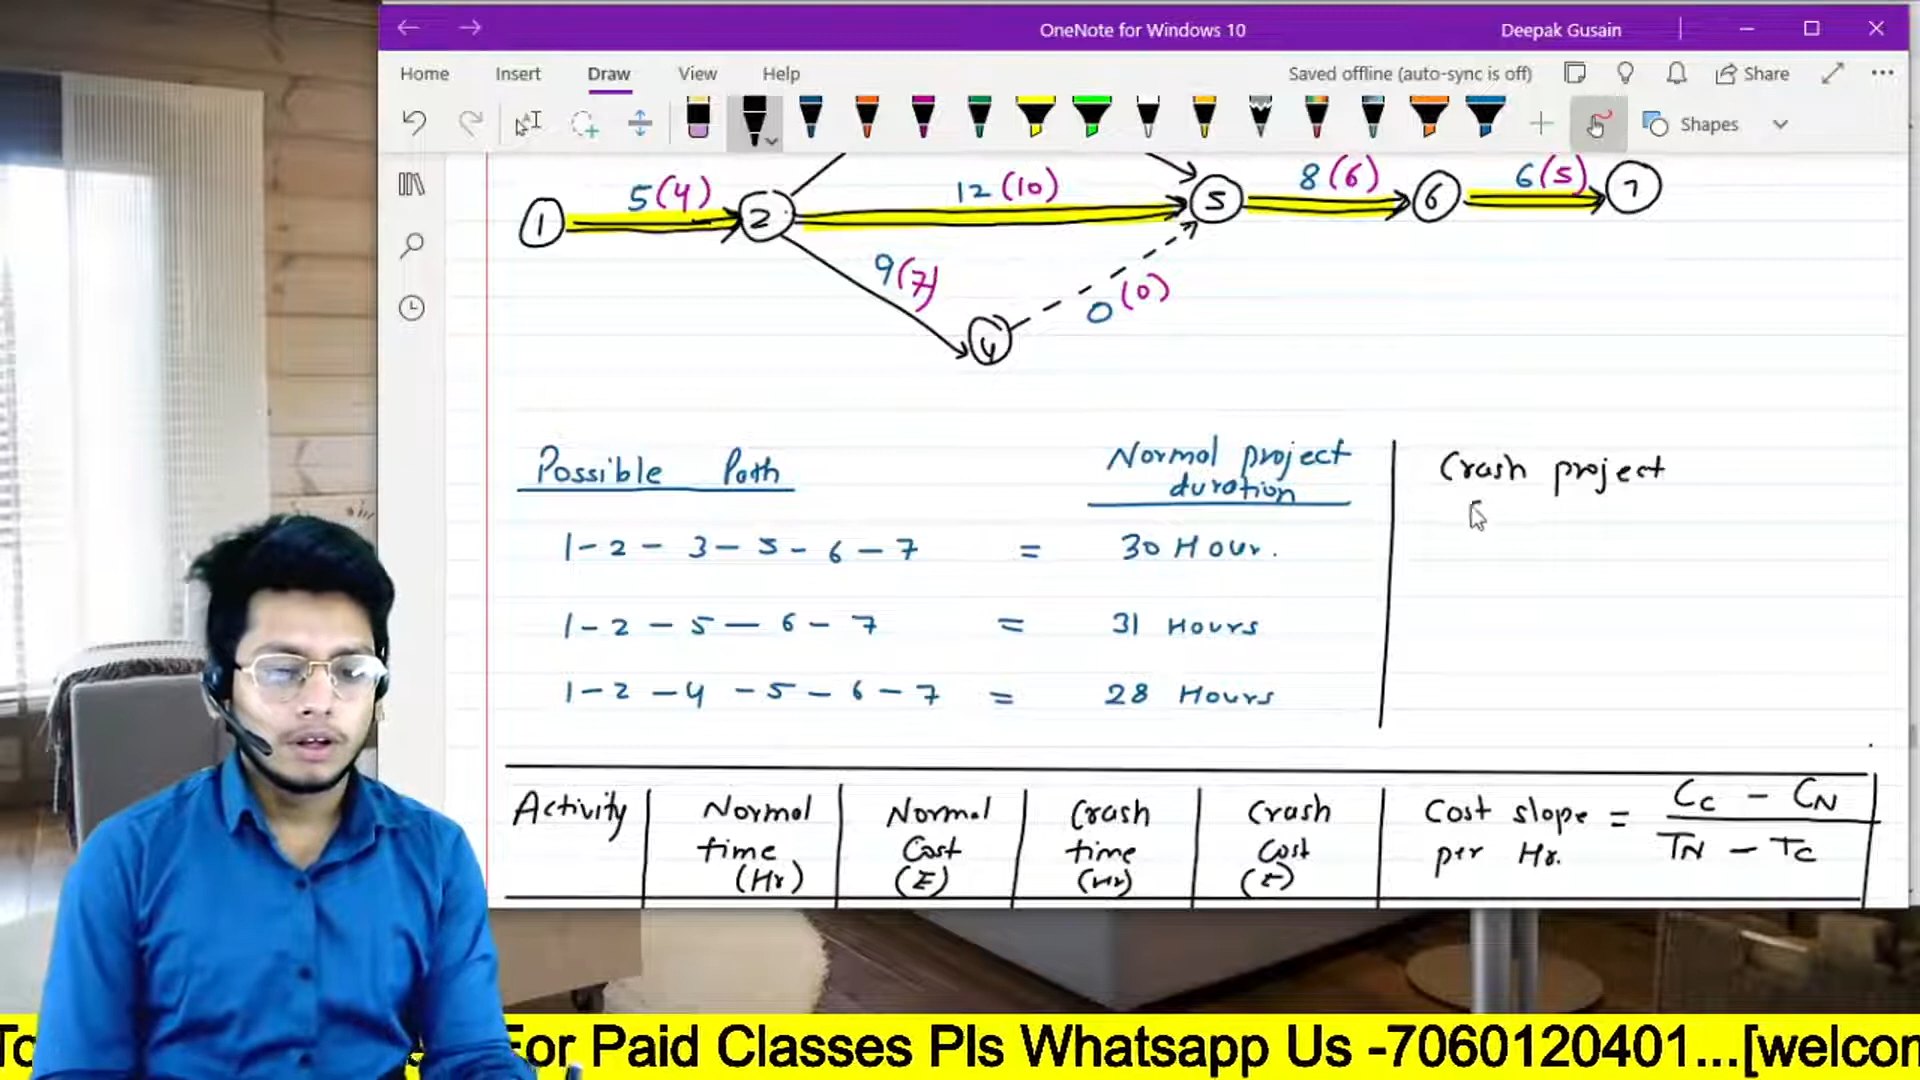 OneNote for Windows 10
Deepak Gusain
Home Insert Draw View Help
Saved offline (auto-sync is off)
Share
Shapes
5(4)
12(10)
8(6)
6(5)
1
2
5
6
7
9(7)
0(0)
4
Possible Path
Normal project
duration
Crash project
1-2-3-5-6-7 = 30 Hour.
1-2-5-6-7 = 31 Hours
1-2-4-5-6-7 = 28 Hours
Activity
Normal
time
(Hr)
Normal
Cost
(₹)
Crash
time
(Hr)
Crash
Cost
(₹)
Cost slope =
per Hr.
Cc - CN
TN - Tc
For Paid Classes Pls Whatsapp Us -7060120401...[welcom